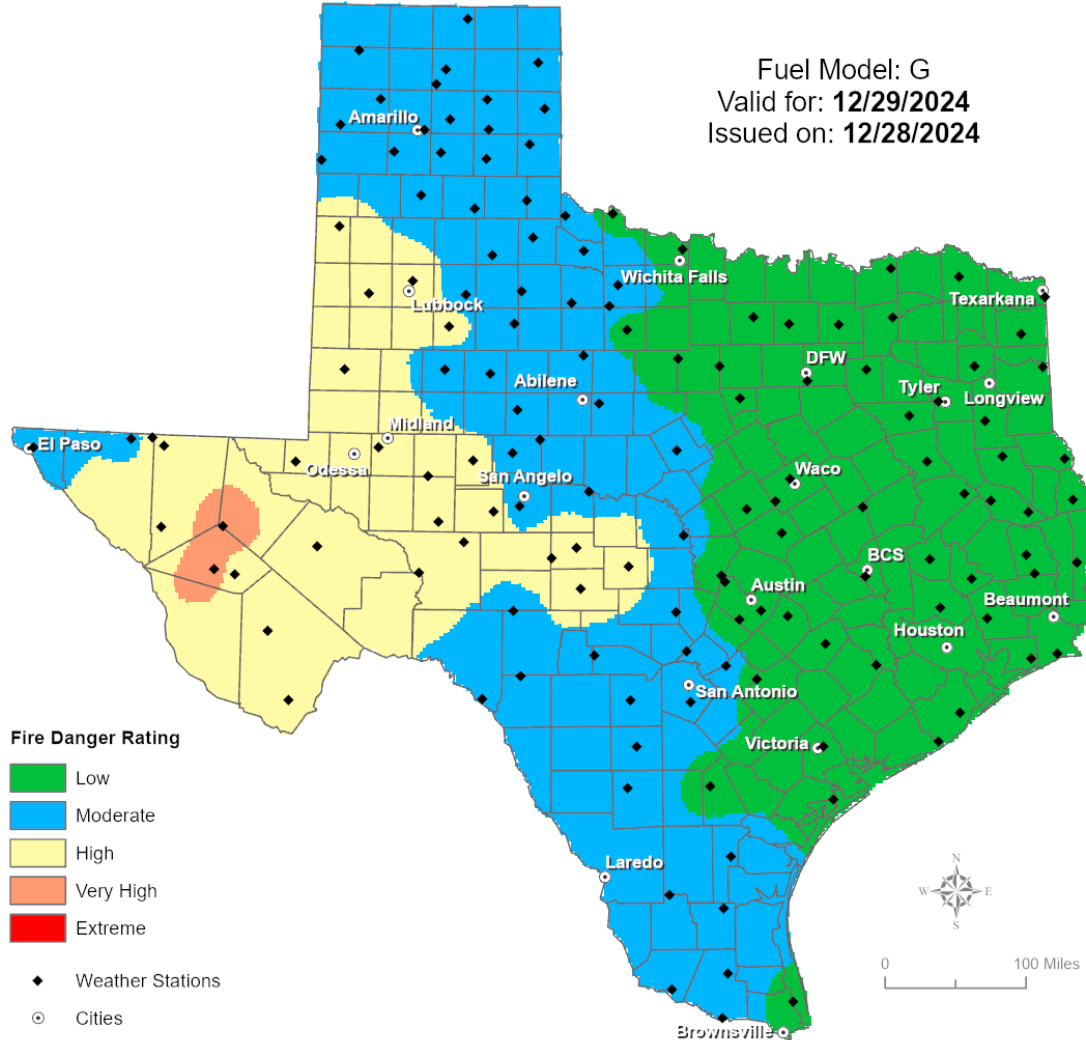 Fuel Model: G
Valid for: 12/29/2024
Issued on: 12/28/2024
Amarillo
Wichita Falls
Lubbock
Texarkana
DFW
Abilene
Tyler
Longview
Midland
El Paso
Odessa
Waco
San Angelo
BCS
Austin
Beaumont
Houston
San Antonio
Victoria
Laredo
Brownsville
Fire Danger Rating
Low
Moderate
High
Very High
Extreme
Weather Stations
Cities
N
W E
S
0 100 Miles